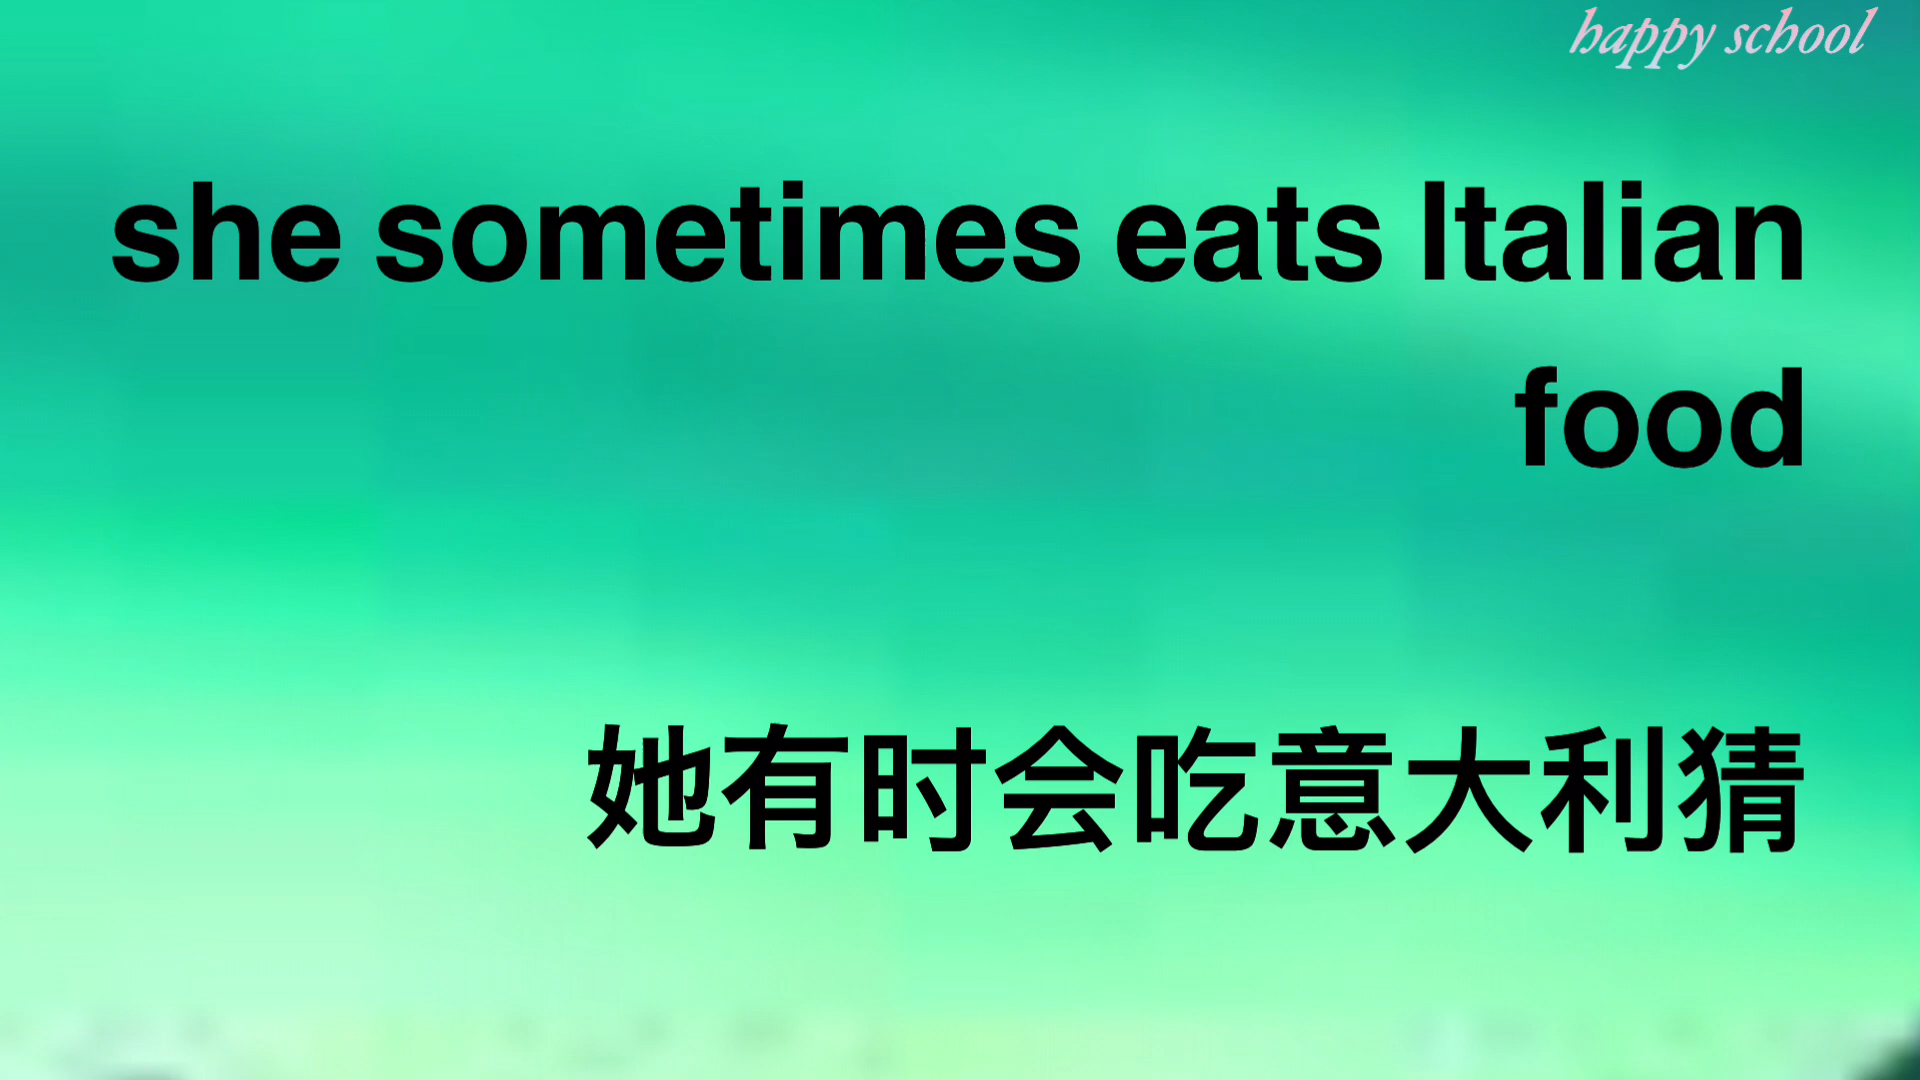 happy school
she sometimes eats Italian
food
她有时会吃意大利猜